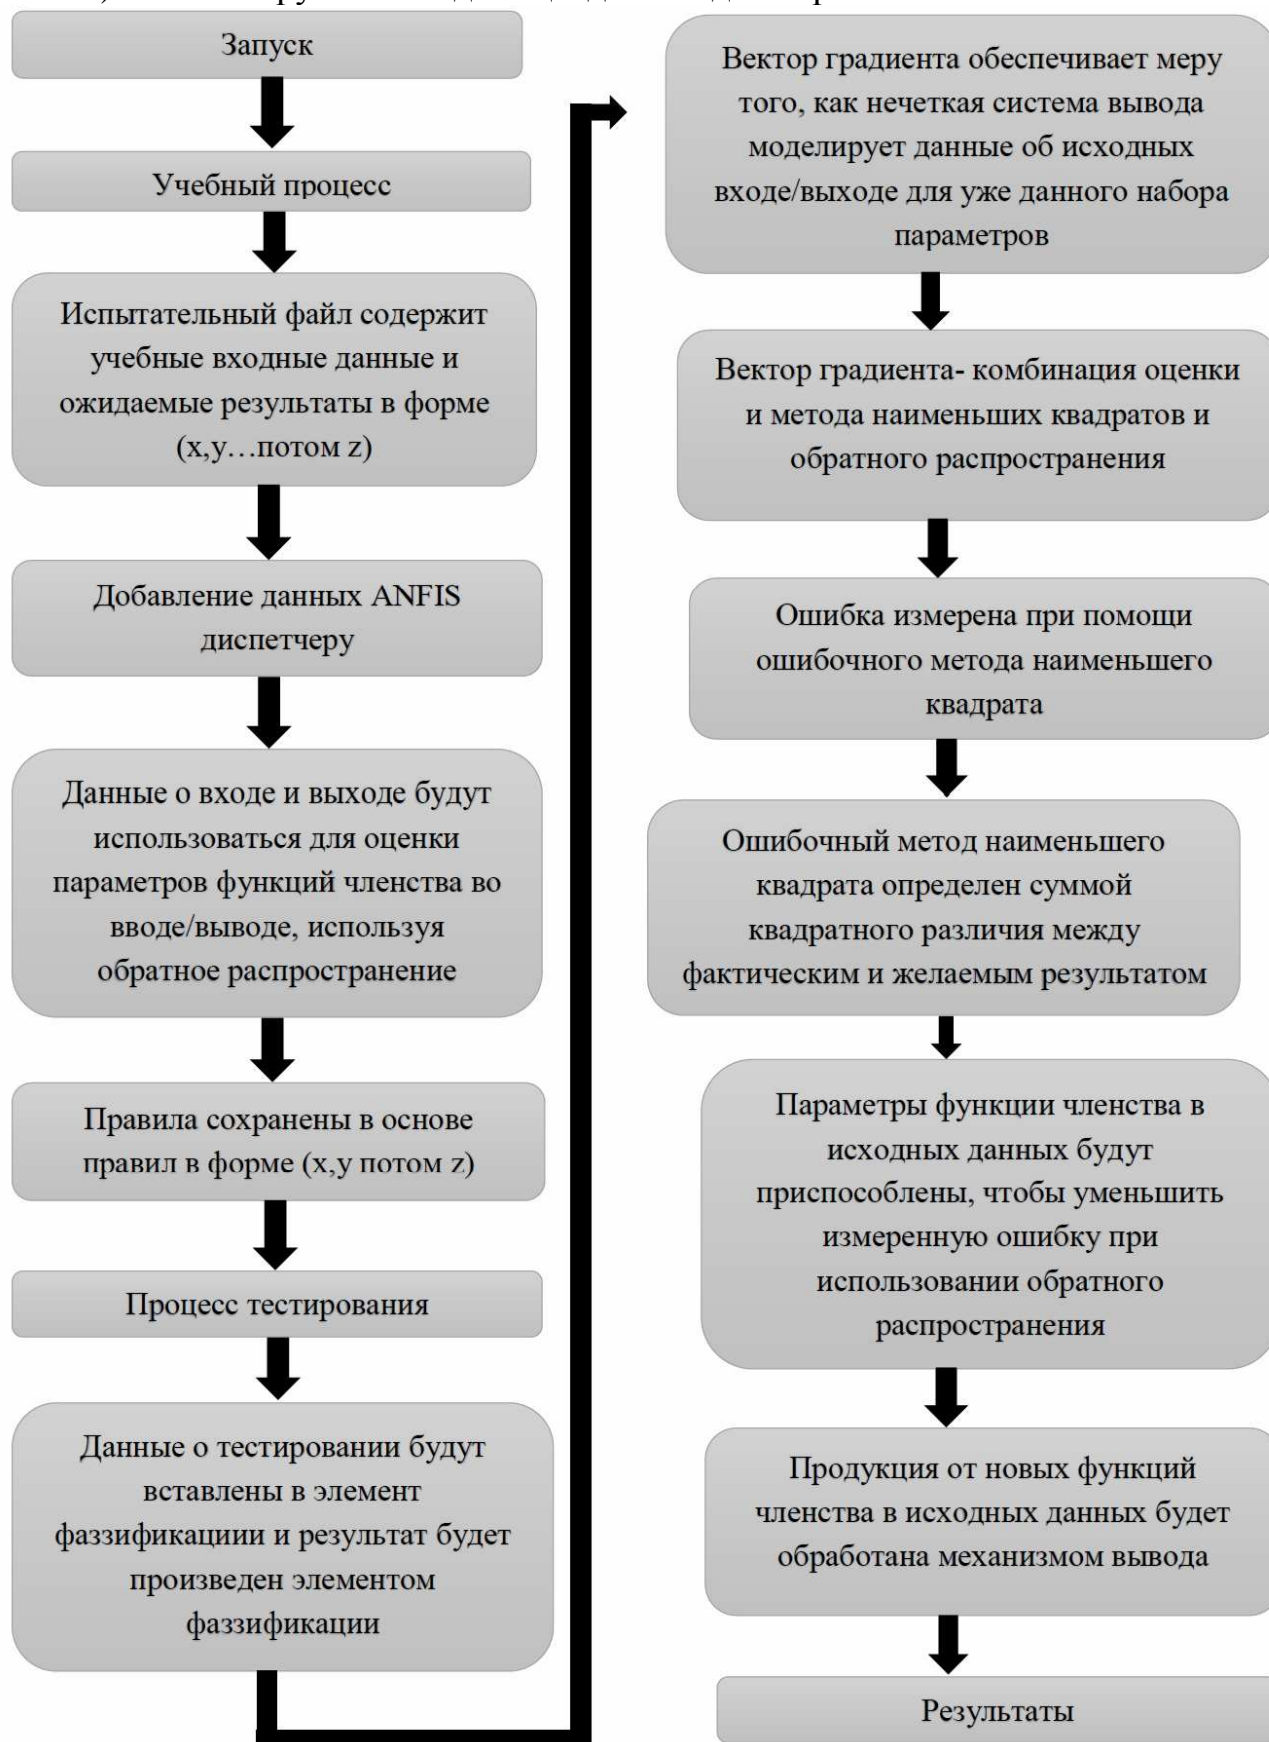 Запуск
Учебный процесс
Испытательный файл содержит
учебные входные данные и
ожидаемые результаты в форме
(x,y…потом z)
Добавление данных ANFIS
диспетчеру
Данные о входе и выходе будут
использоваться для оценки
параметров функций членства во
вводе/выводе, используя
обратное распространение
Правила сохранены в основе
правил в форме (x,y потом z)
Процесс тестирования
Данные о тестировании будут
вставлены в элемент
фаззификациии и результат будет
произведен элементом
фаззификации
Вектор градиента обеспечивает меру
того, как нечеткая система вывода
моделирует данные об исходных
входе/выходе для уже данного набора
параметров
Вектор градиента- комбинация оценки
и метода наименьших квадратов и
обратного распространения
Ошибка измерена при помощи
ошибочного метода наименьшего
квадрата
Ошибочный метод наименьшего
квадрата определен суммой
квадратного различия между
фактическим и желаемым результатом
Параметры функции членства в
исходных данных будут
приспособлены, чтобы уменьшить
измеренную ошибку при
использовании обратного
распространения
Продукция от новых функций
членства в исходных данных будет
обработана механизмом вывода
Результаты